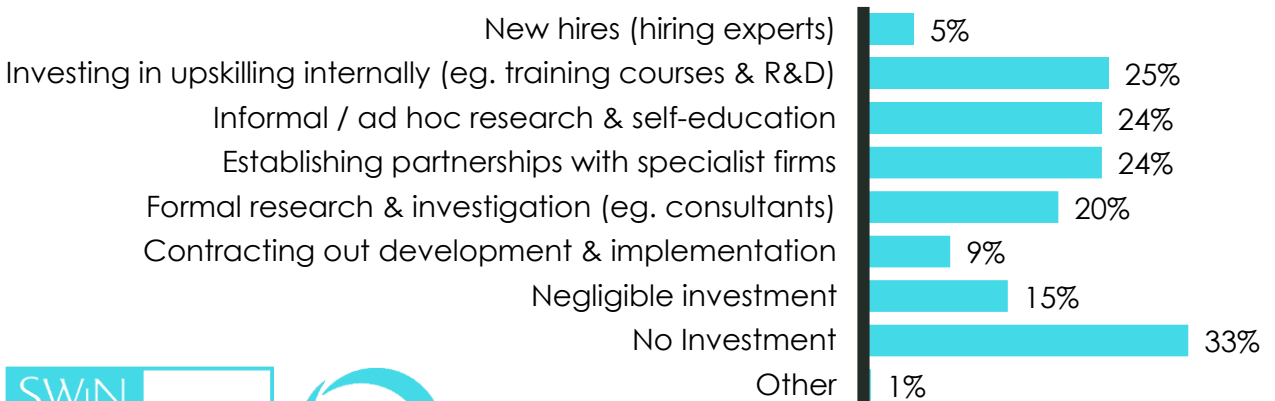 New hires (hiring experts) 5%
Investing in upskilling internally (eg. training courses & R&D) 25%
Informal / ad hoc research & self-education 24%
Establishing partnerships with specialist firms 24%
Formal research & investigation (eg. consultants) 20%
Contracting out development & implementation 9%
Negligible investment 15%
No Investment 33%
Other 1%
SWIN